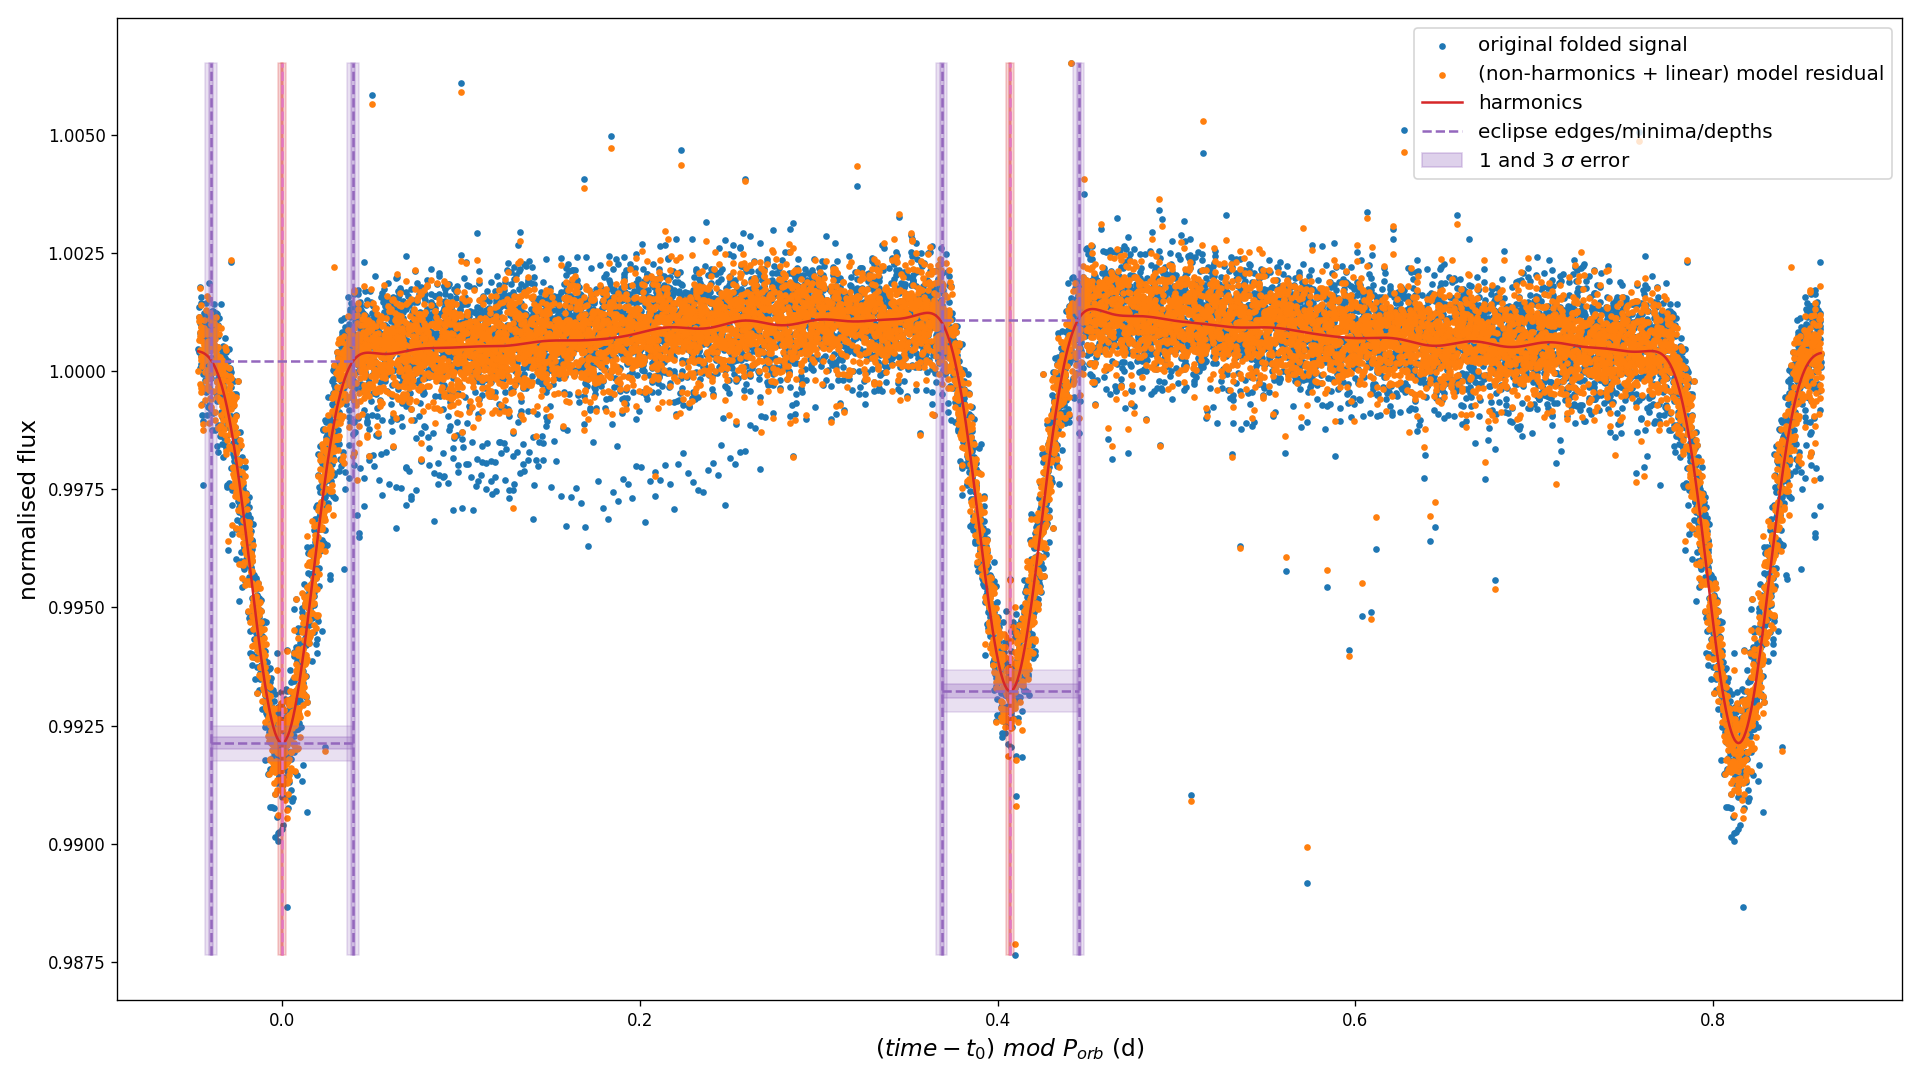 original folded signal
(non-harmonics + linear) model residual
harmonics
eclipse edges/minima/depths
1 and 3 σ error
normalised flux
1.0050
1.0025
1.0000
0.9975
0.9950
0.9925
0.9900
0.9875
0.0 0.2 0.4 0.6 0.8
(time − t₀) mod Pₒᵣb (d)